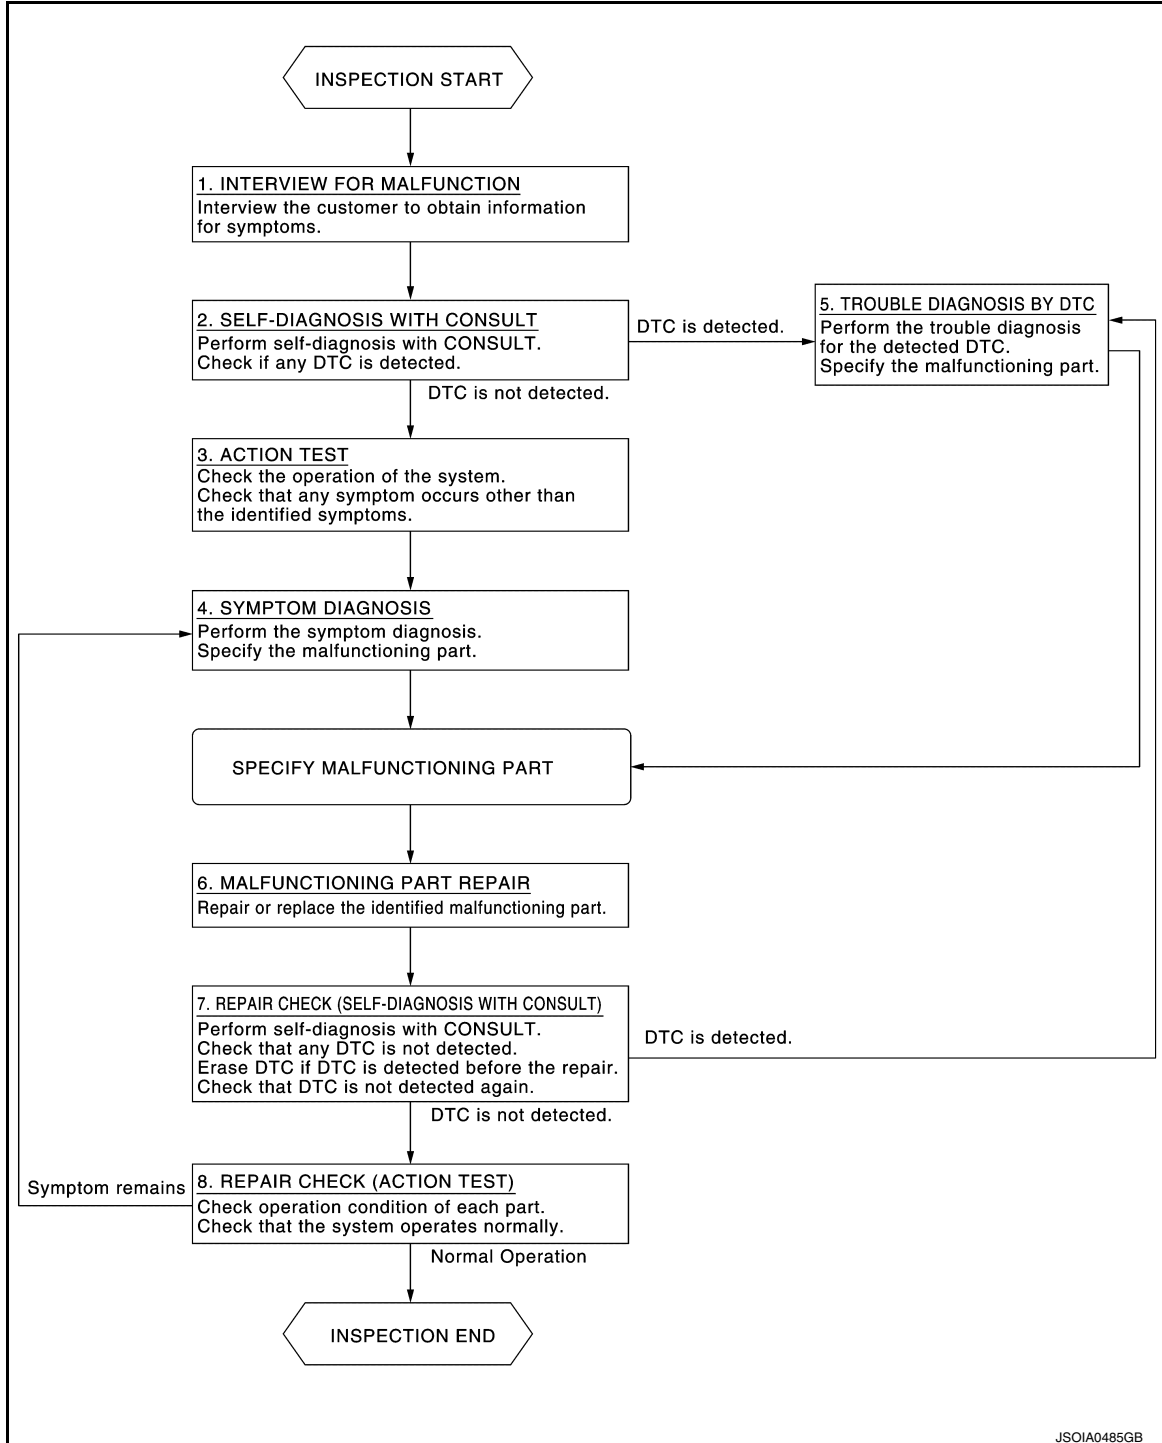 INSPECTION START
1. INTERVIEW FOR MALFUNCTION
Interview the customer to obtain information
for symptoms.
2. SELF-DIAGNOSIS WITH CONSULT
Perform self-diagnosis with CONSULT.
Check if any DTC is detected.
DTC is detected.
5. TROUBLE DIAGNOSIS BY DTC
Perform the trouble diagnosis
for the detected DTC.
Specify the malfunctioning part.
DTC is not detected.
3. ACTION TEST
Check the operation of the system.
Check that any symptom occurs other than
the identified symptoms.
4. SYMPTOM DIAGNOSIS
Perform the symptom diagnosis.
Specify the malfunctioning part.
SPECIFY MALFUNCTIONING PART
6. MALFUNCTIONING PART REPAIR
Repair or replace the identified malfunctioning part.
7. REPAIR CHECK (SELF-DIAGNOSIS WITH CONSULT)
Perform self-diagnosis with CONSULT.
Check that any DTC is not detected.
Erase DTC if DTC is detected before the repair.
Check that DTC is not detected again.
DTC is detected.
DTC is not detected.
Symptom remains
8. REPAIR CHECK (ACTION TEST)
Check operation condition of each part.
Check that the system operates normally.
Normal Operation
INSPECTION END
JSOIA0485GB